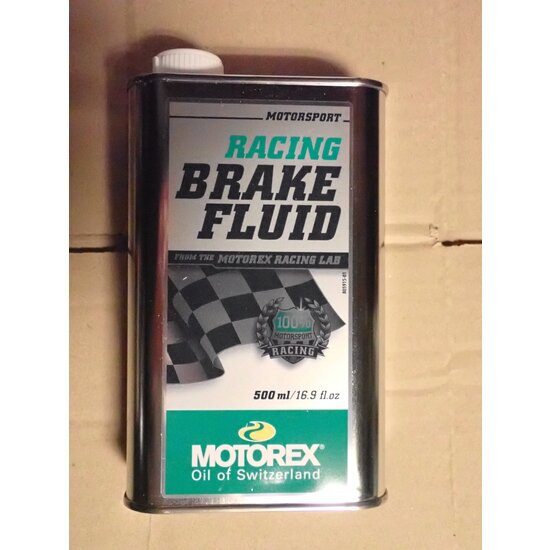 MOTORSPORT
RACING
BRAKE
FLUID
FROM THE MOTOREX RACING LAB
100%
MOTORSPORT
RACING
500 ml/16.9 fl.oz
MOTOREX®
Oil of Switzerland